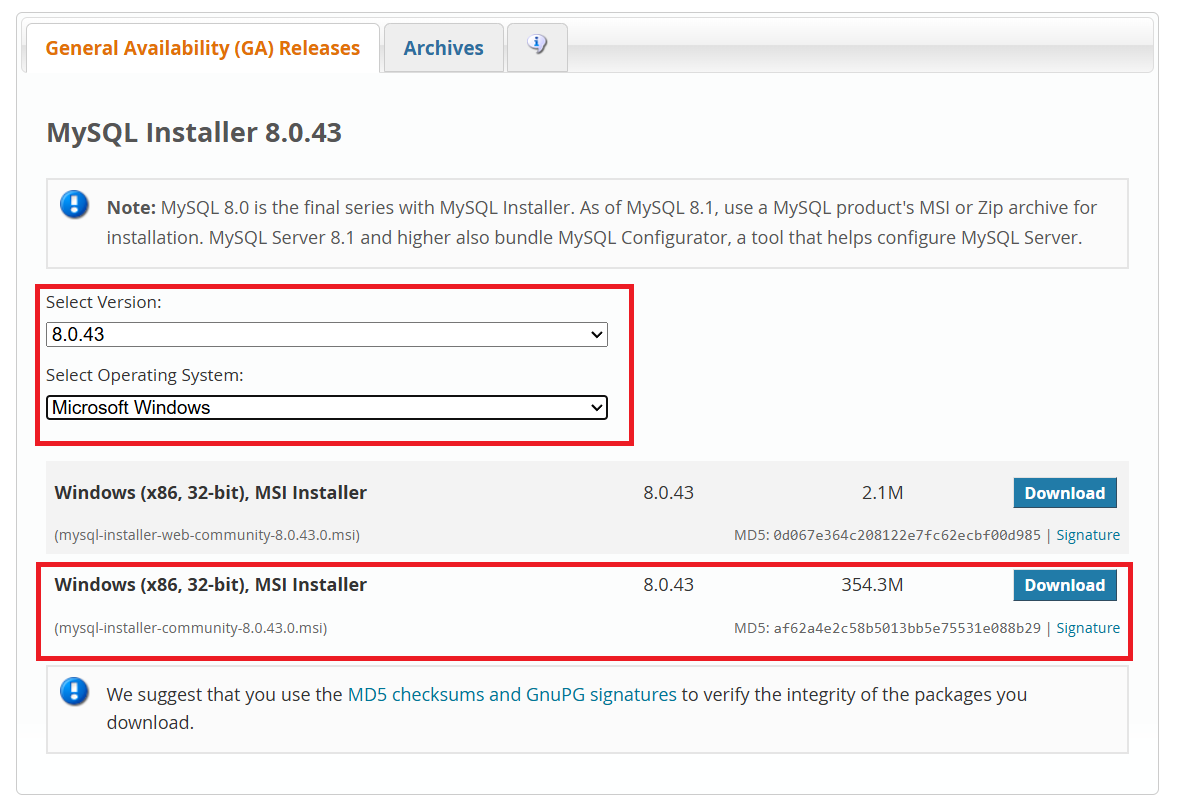 General Availability (GA) Releases
Archives
MySQL Installer 8.0.43
Note: MySQL 8.0 is the final series with MySQL Installer. As of MySQL 8.1, use a MySQL product's MSI or Zip archive for
installation. MySQL Server 8.1 and higher also bundle MySQL Configurator, a tool that helps configure MySQL Server.
Select Version:
8.0.43
Select Operating System:
Microsoft Windows
Windows (x86, 32-bit), MSI Installer 8.0.43 2.1M Download
(mysql-installer-web-community-8.0.43.0.msi) MD5: 0d067e364c208122e7fc62ecbf00d985 | Signature
Windows (x86, 32-bit), MSI Installer 8.0.43 354.3M Download
(mysql-installer-community-8.0.43.0.msi) MD5: af62a4e2c58b5013bb5e75531e088b29 | Signature
We suggest that you use the MD5 checksums and GnuPG signatures to verify the integrity of the packages you
download.